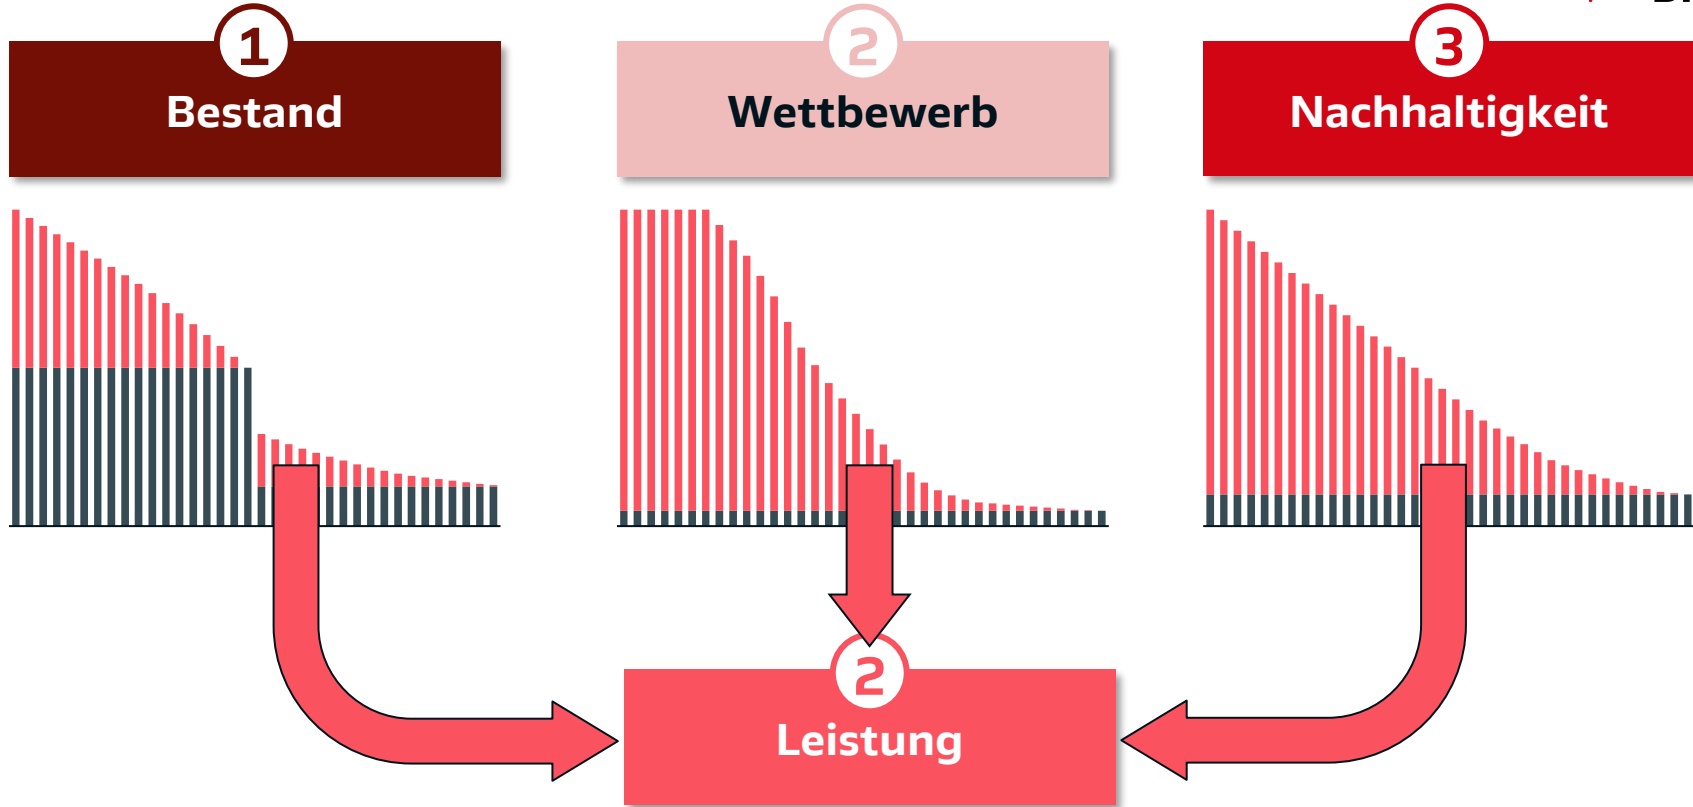 1
Bestand
2
Wettbewerb
3
Nachhaltigkeit
2
Leistung